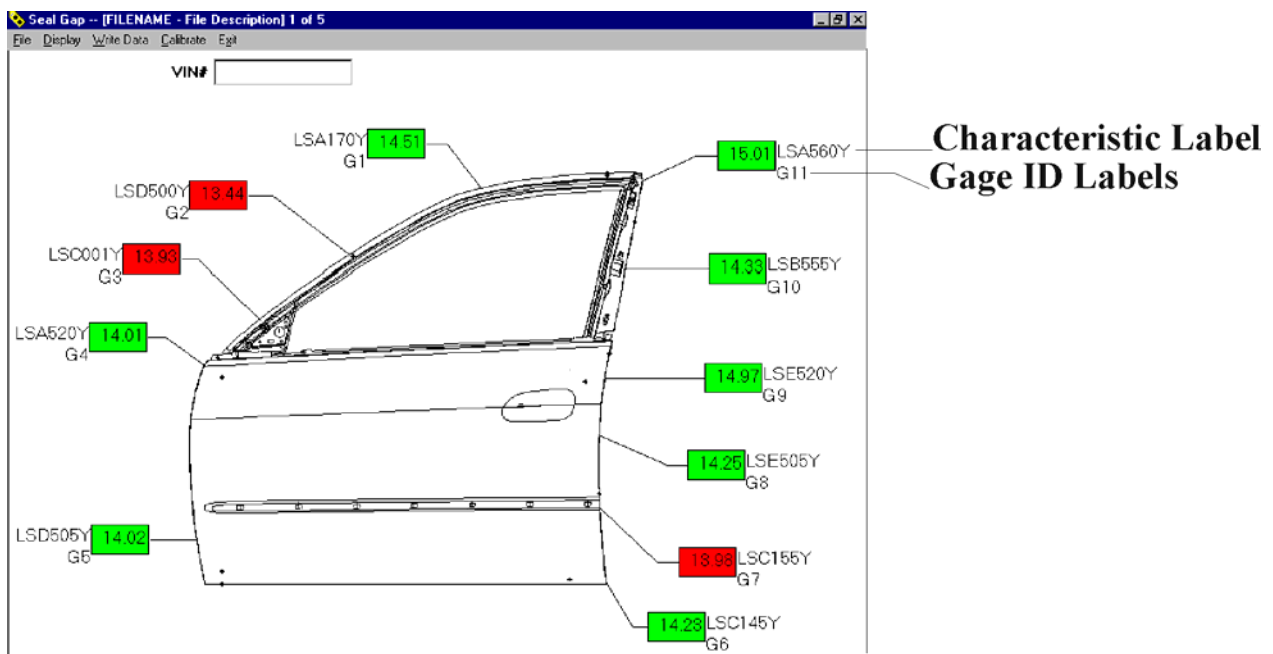 Seal Gap -- [FILENAME - File Description] 1 of 5
File Display Write Data Calibrate Exit
VIN#
LSA170Y 14.51
G1
15.01 LSA560Y
G11
Characteristic Label
Gage ID Labels
LSD500Y 13.44
G2
LSC001Y 13.93
G3
14.33 LSB555Y
G10
LSA520Y 14.01
G4
14.97 LSE520Y
G9
14.25 LSE505Y
G8
LSD505Y 14.02
G5
13.98 LSC155Y
G7
14.23 LSC145Y
G6